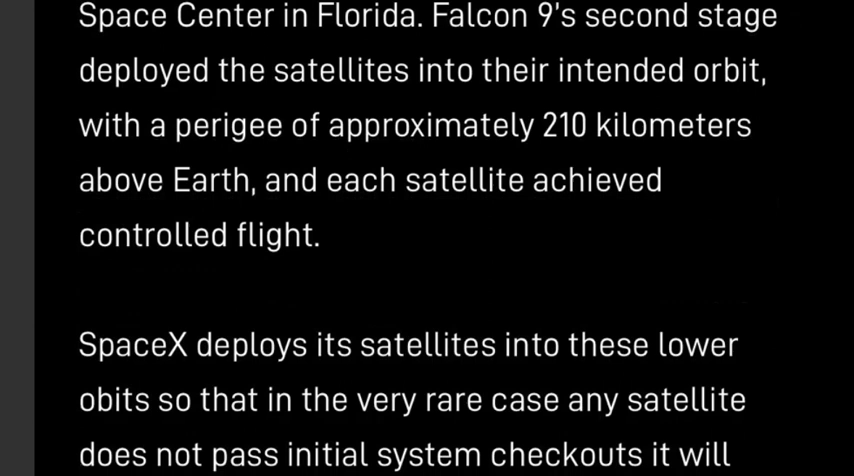 Space Center in Florida. Falcon 9's second stage
deployed the satellites into their intended orbit,
with a perigee of approximately 210 kilometers
above Earth, and each satellite achieved
controlled flight.
SpaceX deploys its satellites into these lower
obits so that in the very rare case any satellite
does not pass initial system checkouts it will